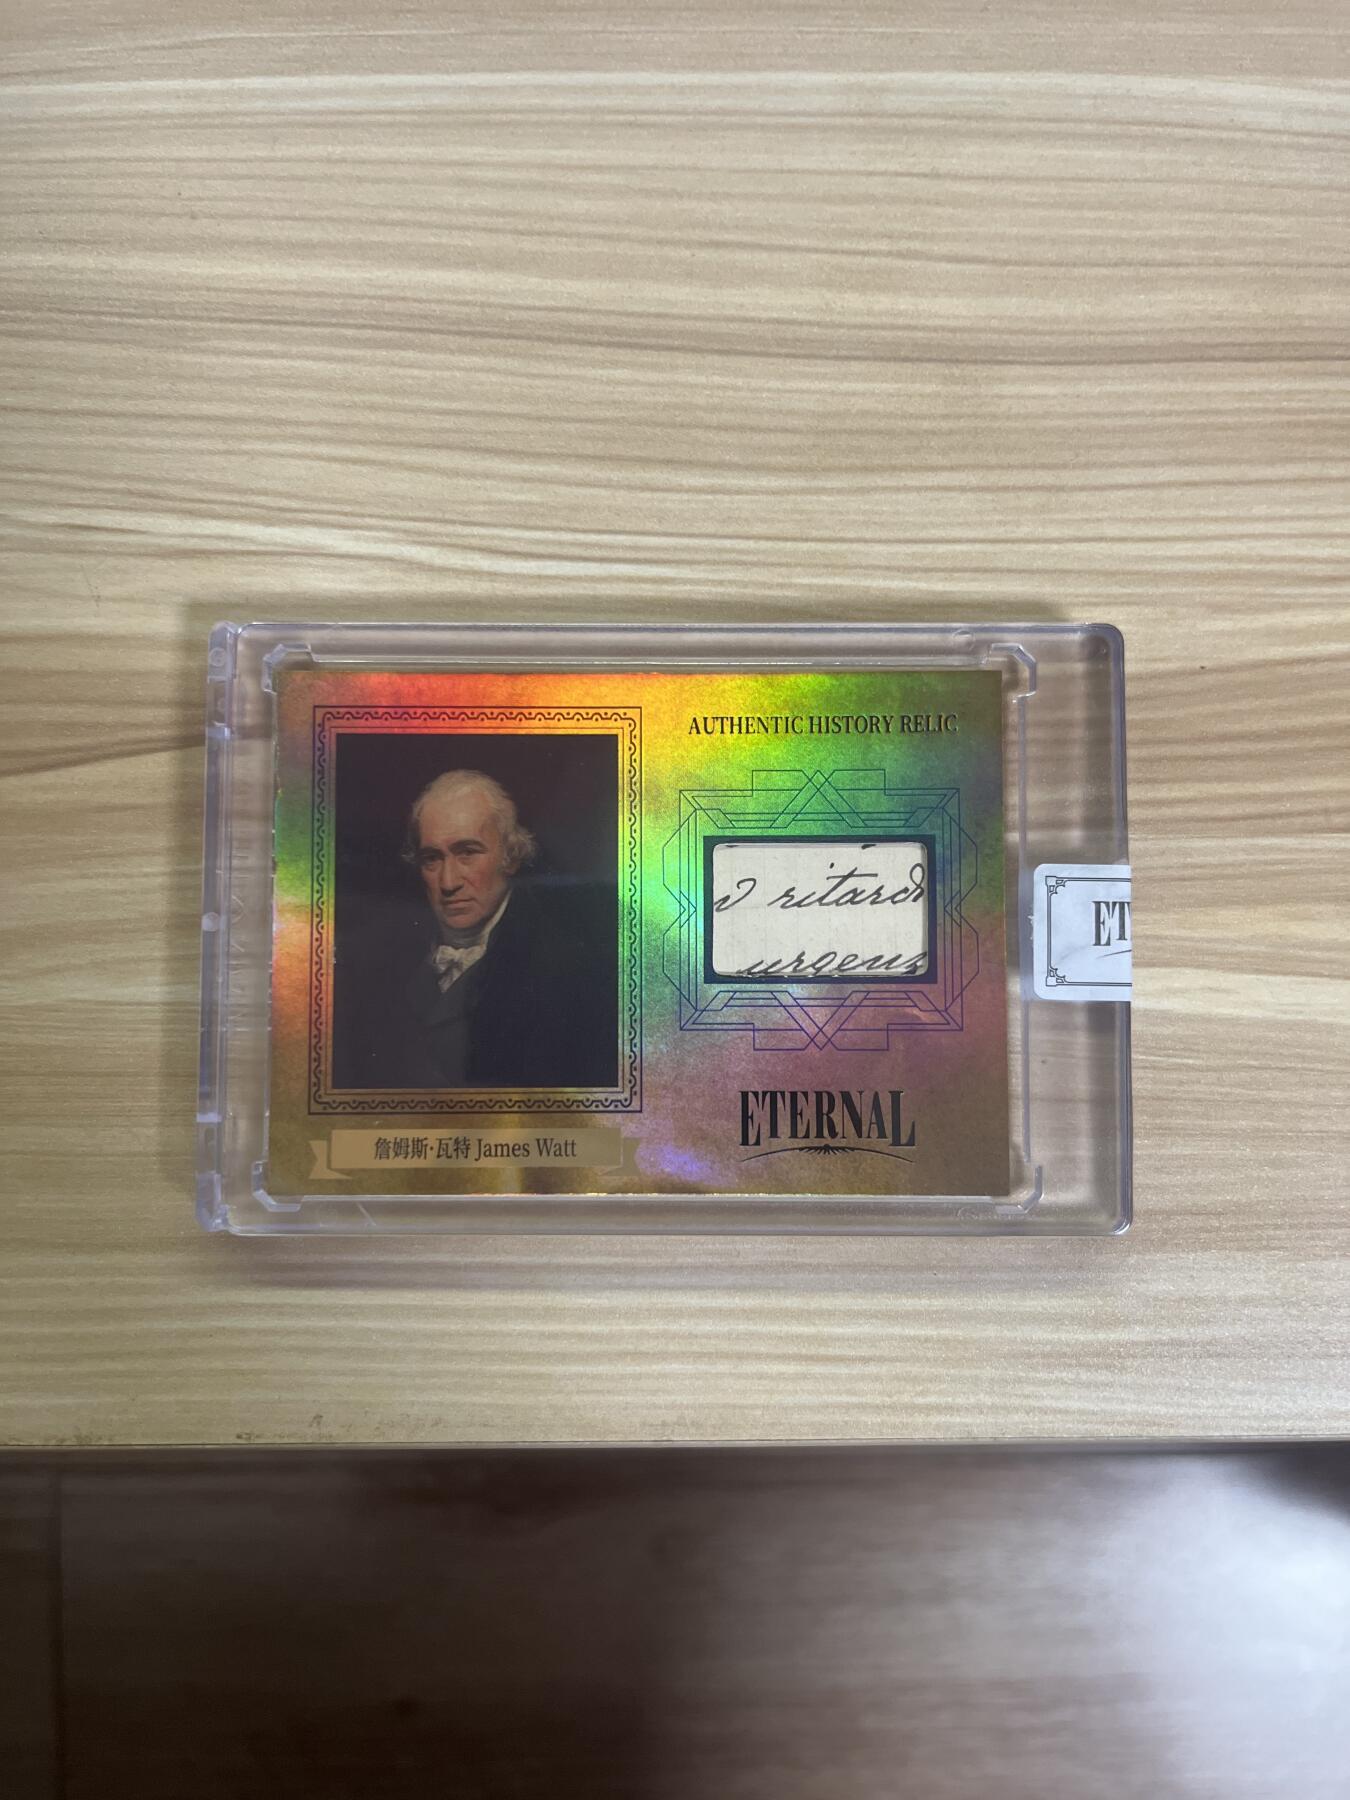 AUTHENTIC HISTORY RELIC
ritard
urgenz
ET
ETERNAL
詹姆斯·瓦特 James Watt